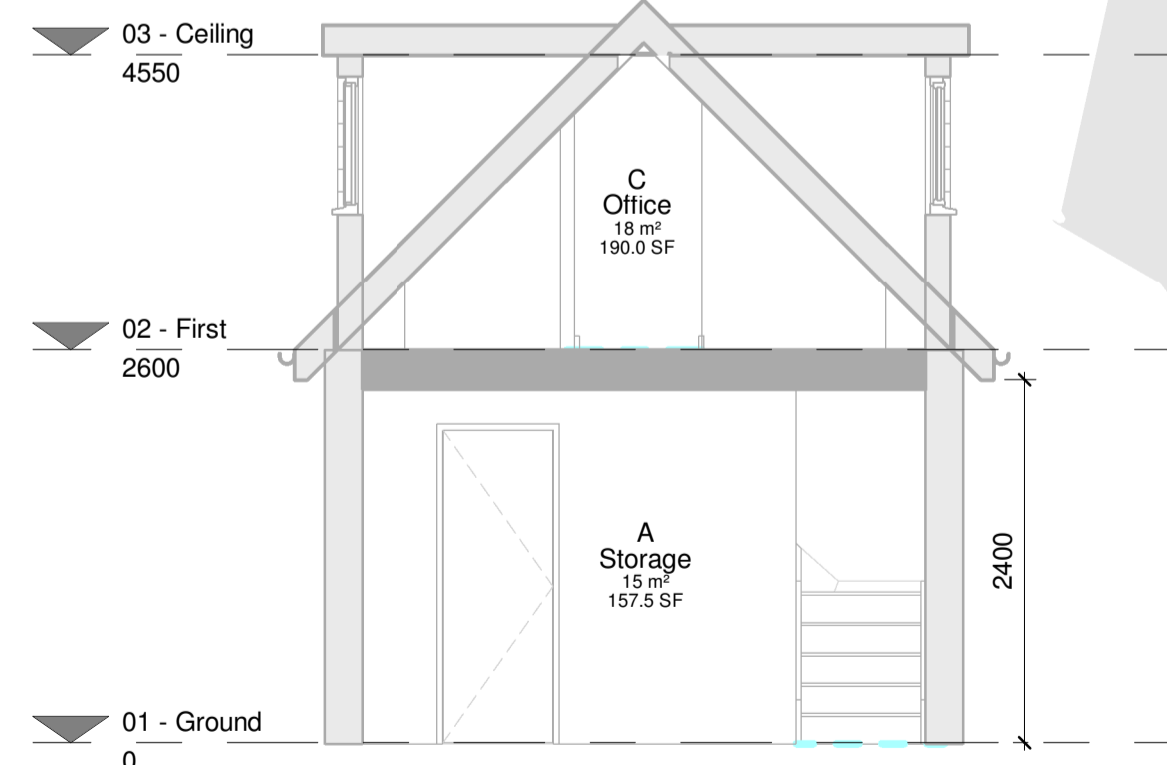 03 - Ceiling
4550
C
Office
18 m²
190.0 SF
02 - First
2600
A
Storage
15 m²
157.5 SF
2400
01 - Ground
0